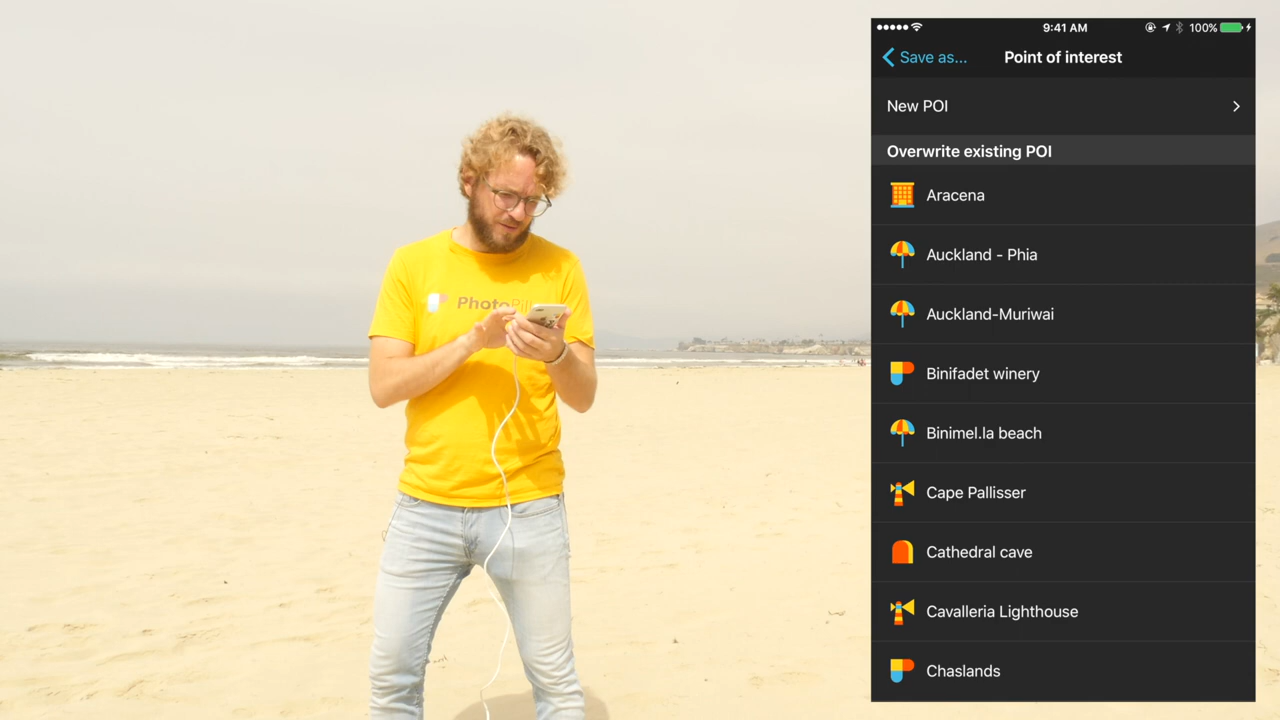 PhotoPill
9:41 AM
100%
Save as...
Point of interest
New POI
Overwrite existing POI
Aracena
Auckland - Phia
Auckland-Muriwai
Binifadet winery
Binimel.la beach
Cape Pallisser
Cathedral cave
Cavalleria Lighthouse
Chaslands